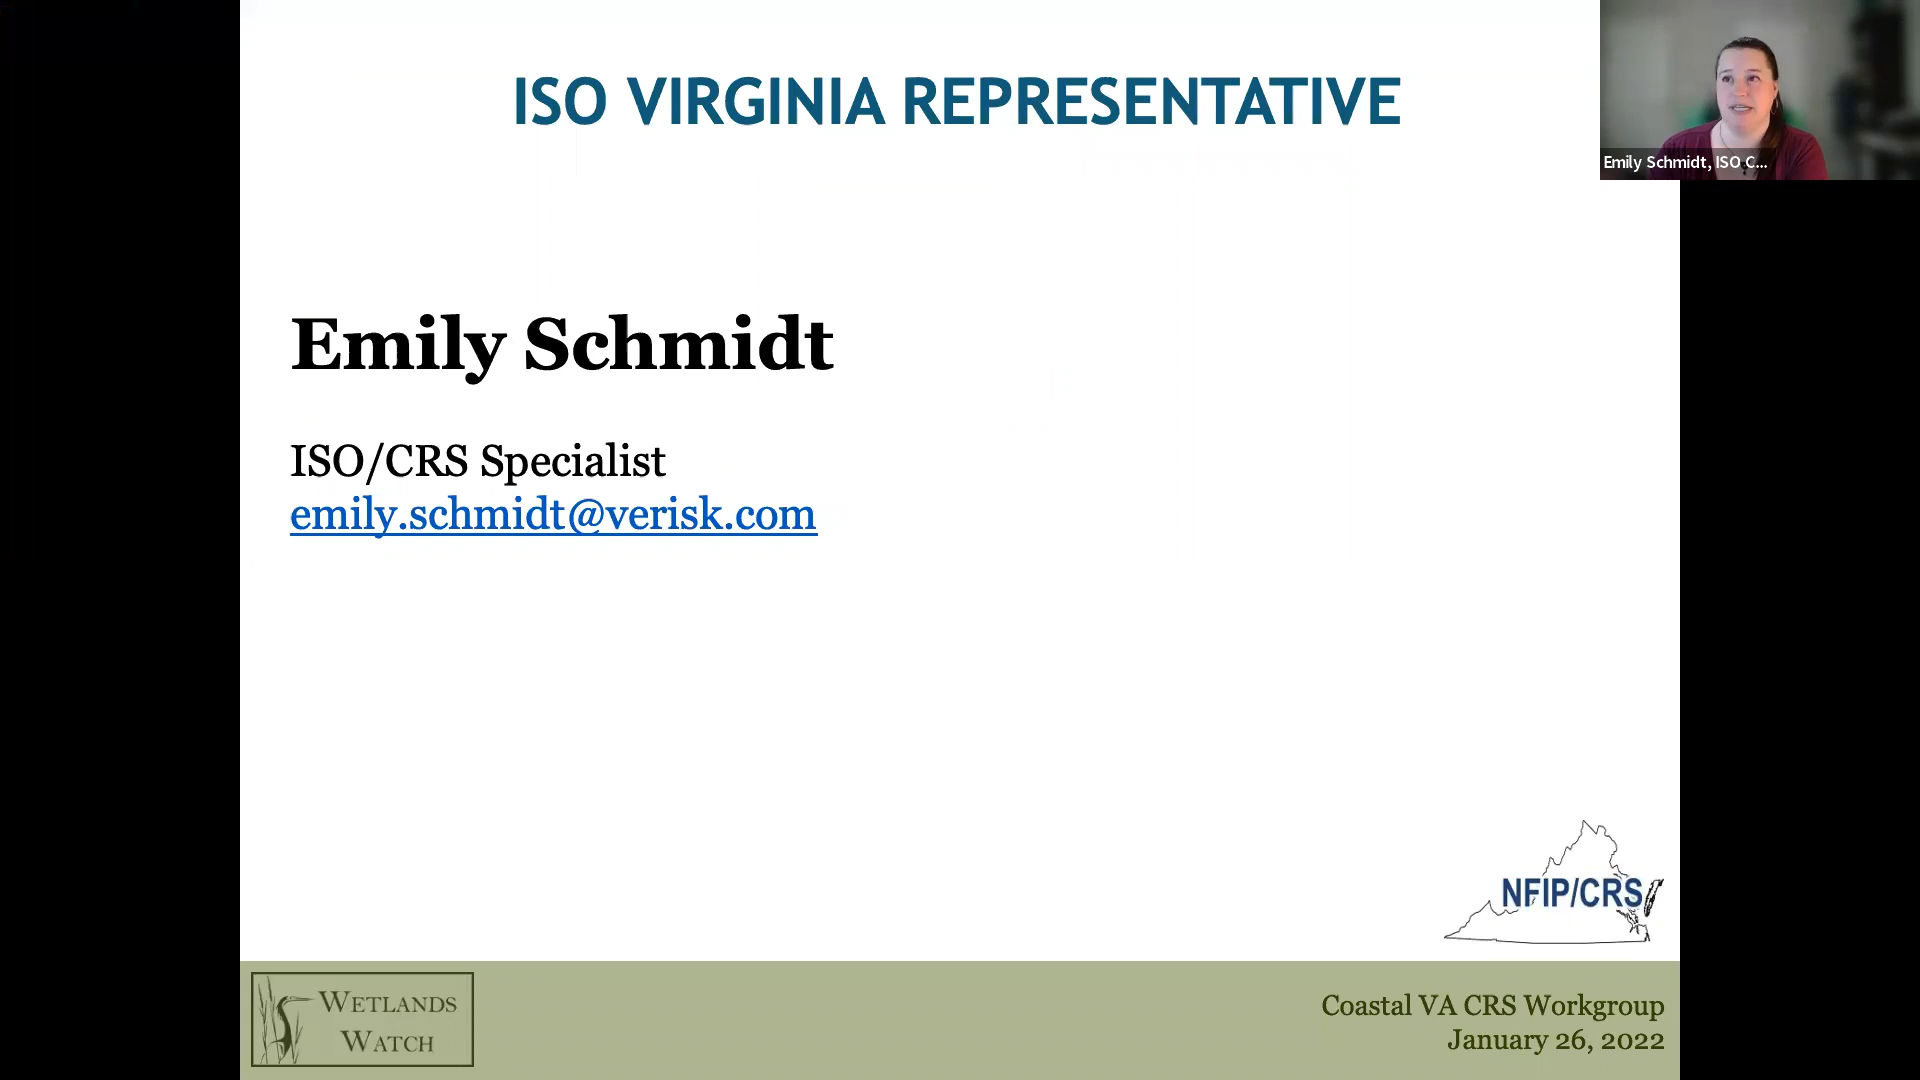 ISO VIRGINIA REPRESENTATIVE
Emily Schmidt, ISO C...
Emily Schmidt
ISO/CRS Specialist
emily.schmidt@verisk.com
NFIP/CRS
WETLANDS
WATCH
Coastal VA CRS Workgroup
January 26, 2022